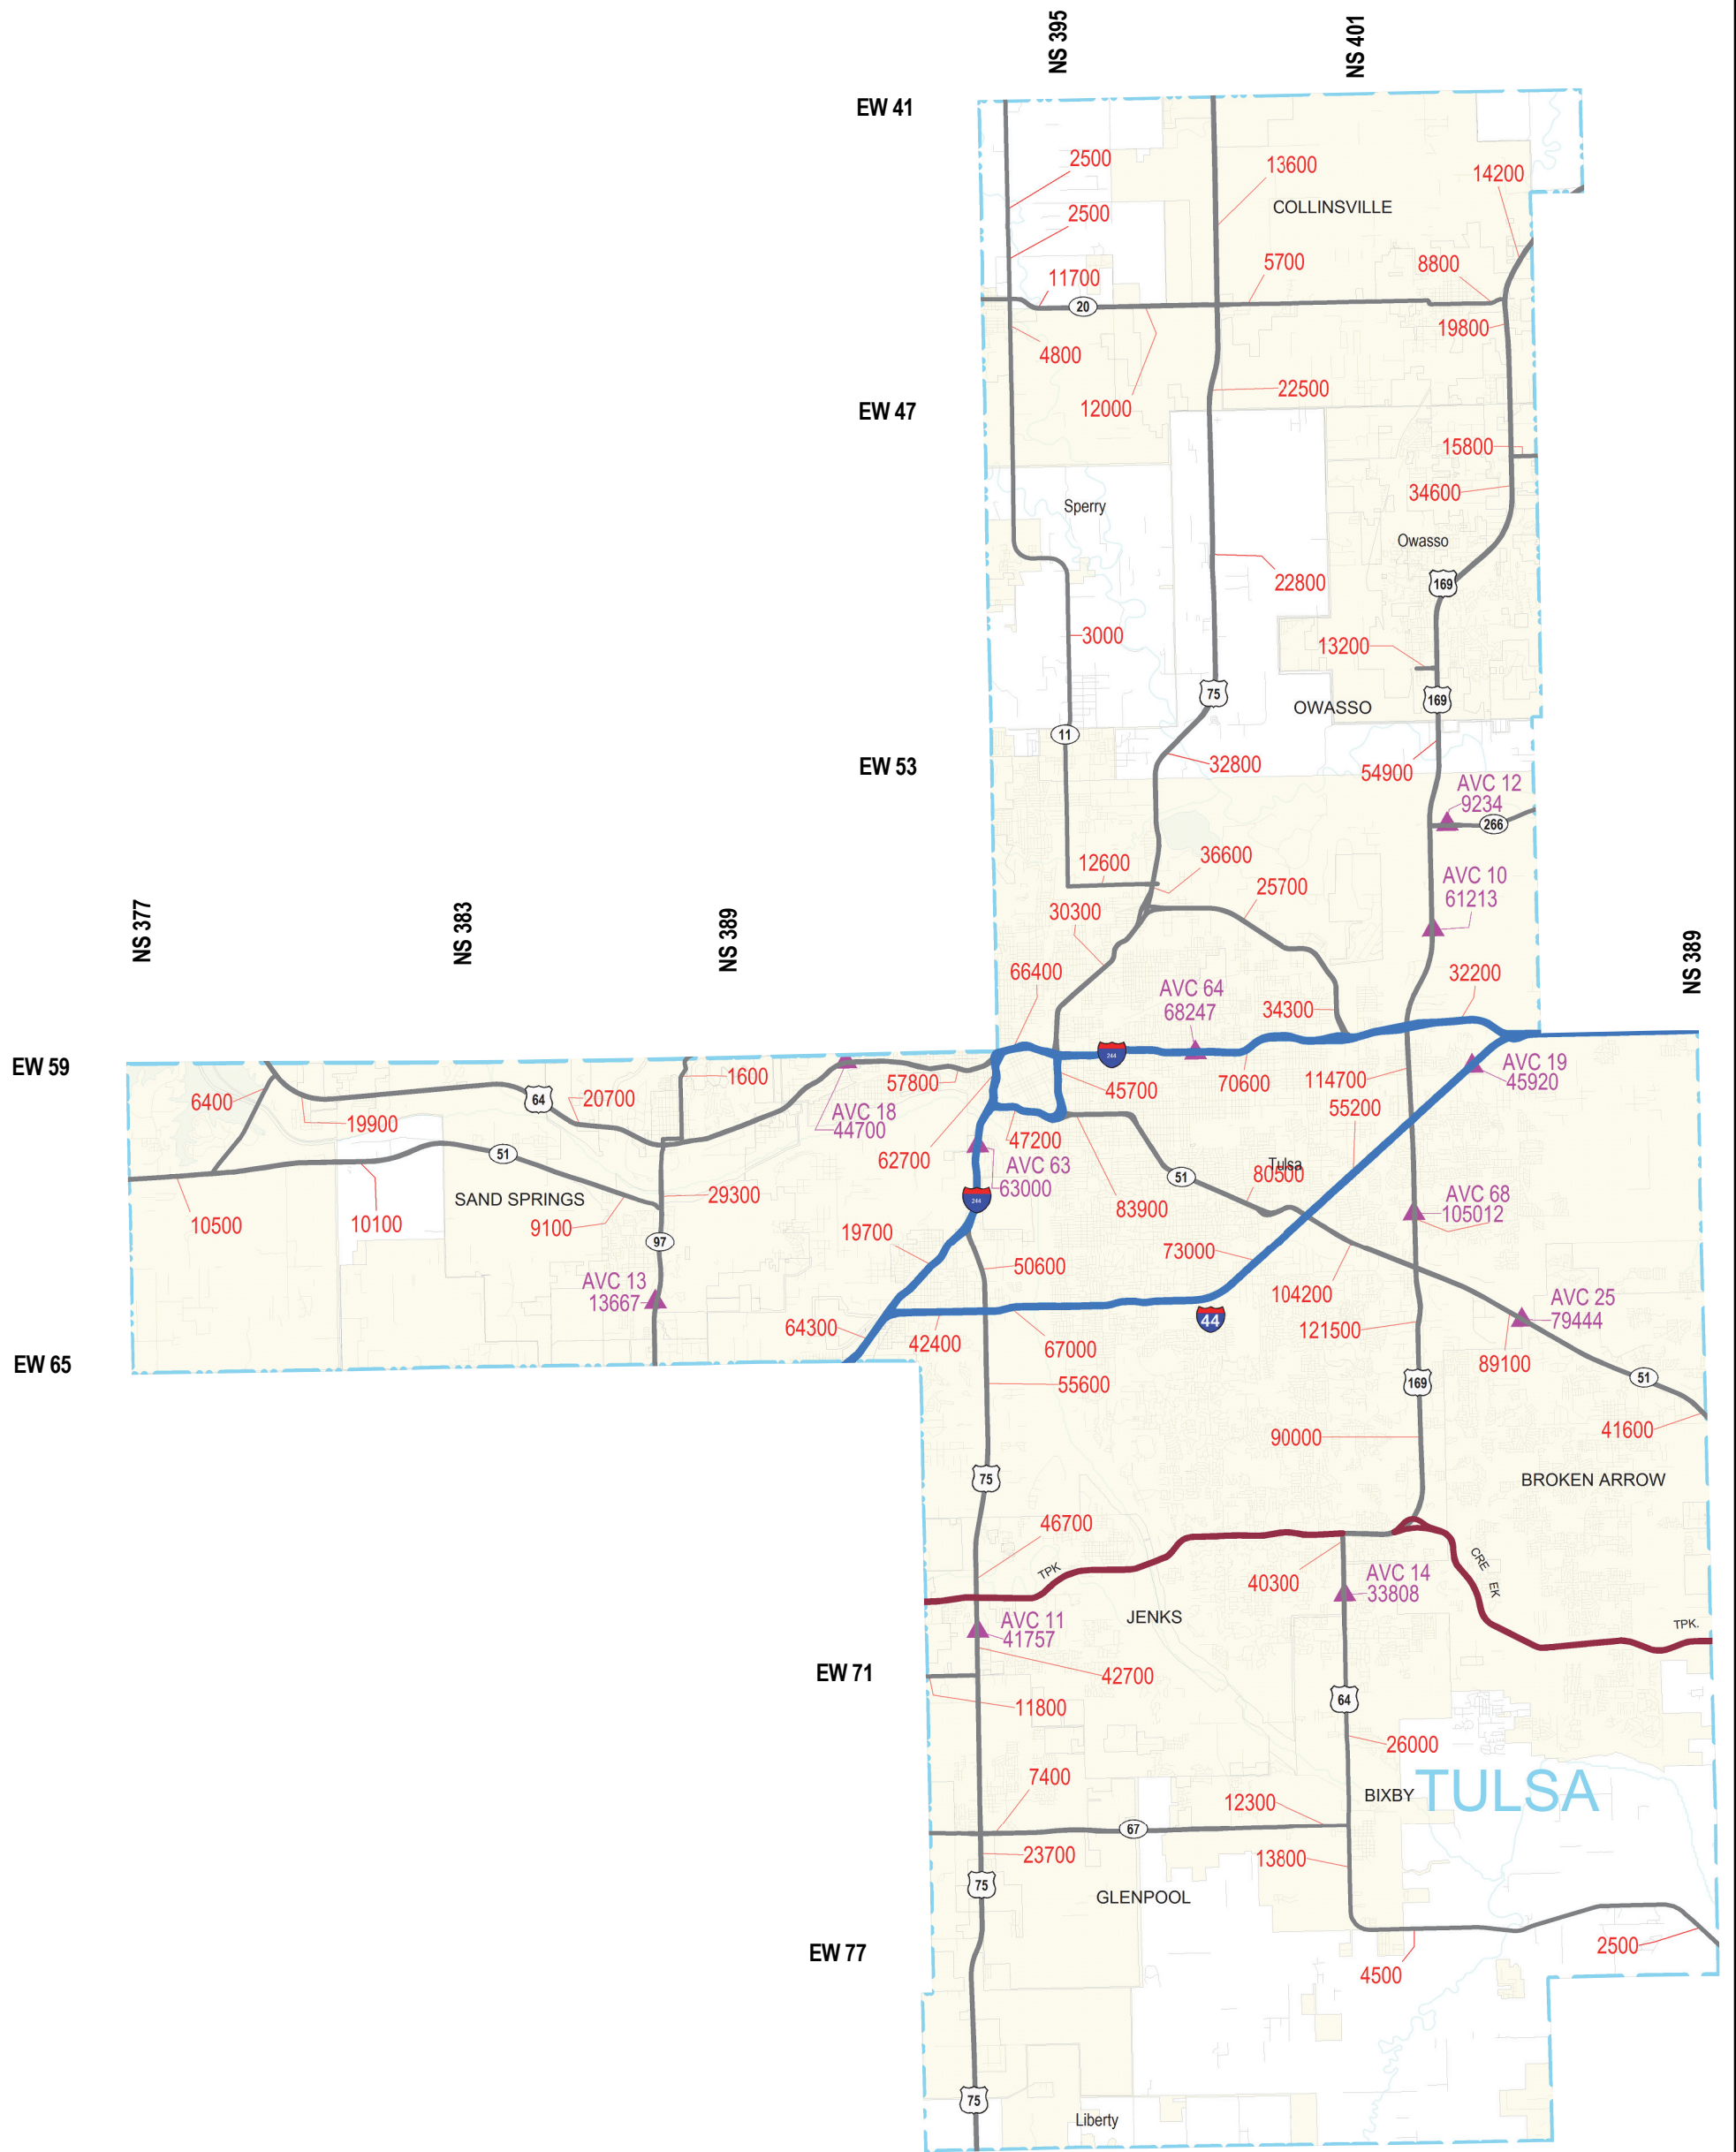 NS 395
NS 401
EW 41
2500
13600
14200
COLLINSVILLE
2500
5700
8800
11700
20
19800
4800
22500
12000
EW 47
15800
34600
Sperry
Owasso
22800
169
3000
13200
75
169
OWASSO
11
32800
EW 53
54900
AVC 12
9234
266
12600
36600
25700
AVC 10
61213
30300
NS 377
NS 383
NS 389
NS 389
66400
32200
AVC 64
68247
34300
EW 59
244
57800
1600
45700
70600
114700
AVC 19
45920
6400
19900
64
20700
AVC 18
44700
55200
47200
62700
51
AVC 63
63000
Tulsa
80500
51
SAND SPRINGS
29300
244
83900
AVC 68
105012
10500
10100
9100
97
19700
73000
50600
AVC 13
13667
104200
AVC 25
79444
64300
42400
67000
44
121500
EW 65
89100
55600
169
51
90000
41600
75
BROKEN ARROW
46700
TPK
CRE EK
40300
AVC 14
33808
JENKS
TPK.
AVC 11
41757
EW 71
42700
11800
64
26000
7400
BIXBY
TULSA
12300
67
23700
13800
75
GLENPOOL
EW 77
2500
4500
75
Liberty